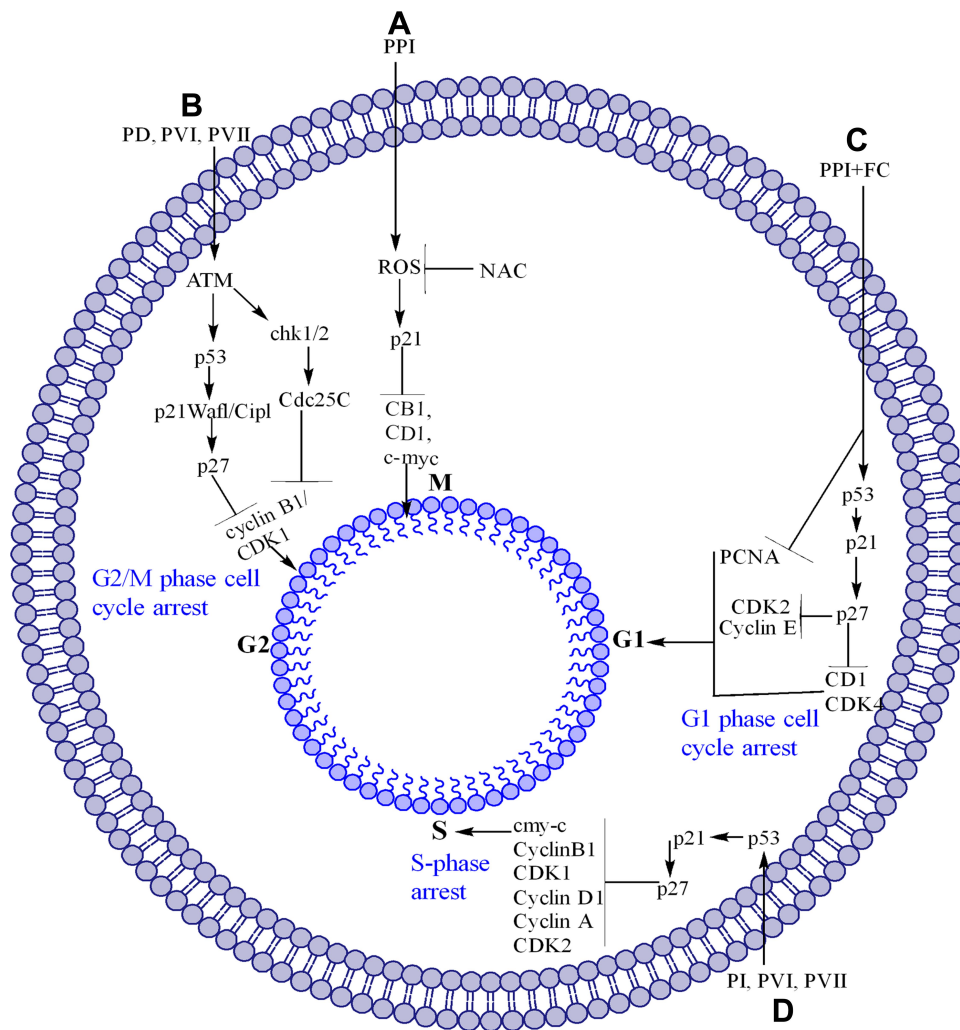 A
PPI
B
PD, PVI, PVII
C
PPI+FC
ROS
NAC
ATM
chk1/2
p21
p53
Cdc25C
p21Wafl/Cipl
CB1,
CD1,
c-myc
p27
cyclin B1/
CDK1
M
G2/M phase cell
cycle arrest
p53
p21
PCNA
CDK2
Cyclin E
p27
G2
G1
CD1
CDK4
G1 phase cell
cycle arrest
S
S-phase
arrest
cmy-c
CyclinB1
CDK1
Cyclin D1
Cyclin A
CDK2
p21
p53
p27
PI, PVI, PVII
D